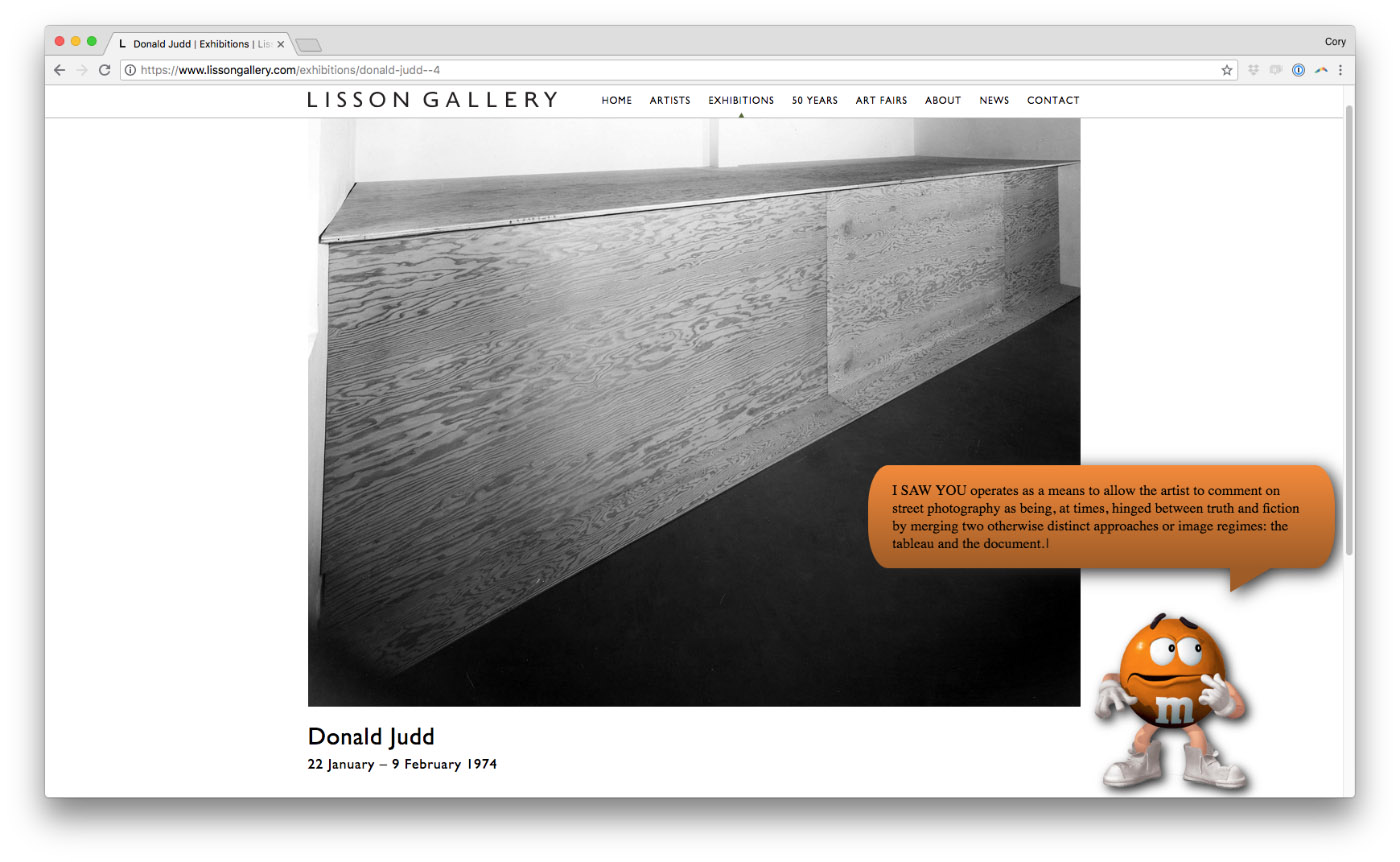 L Donald Judd | Exhibitions | Lis
Cory
https://www.lissongallery.com/exhibitions/donald-judd--4
LISSON GALLERY
HOME ARTISTS EXHIBITIONS 50 YEARS ART FAIRS ABOUT NEWS CONTACT
I SAW YOU operates as a means to allow the artist to comment on
street photography as being, at times, hinged between truth and fiction
by merging two otherwise distinct approaches or image regimes: the
tableau and the document.
m
Donald Judd
22 January – 9 February 1974